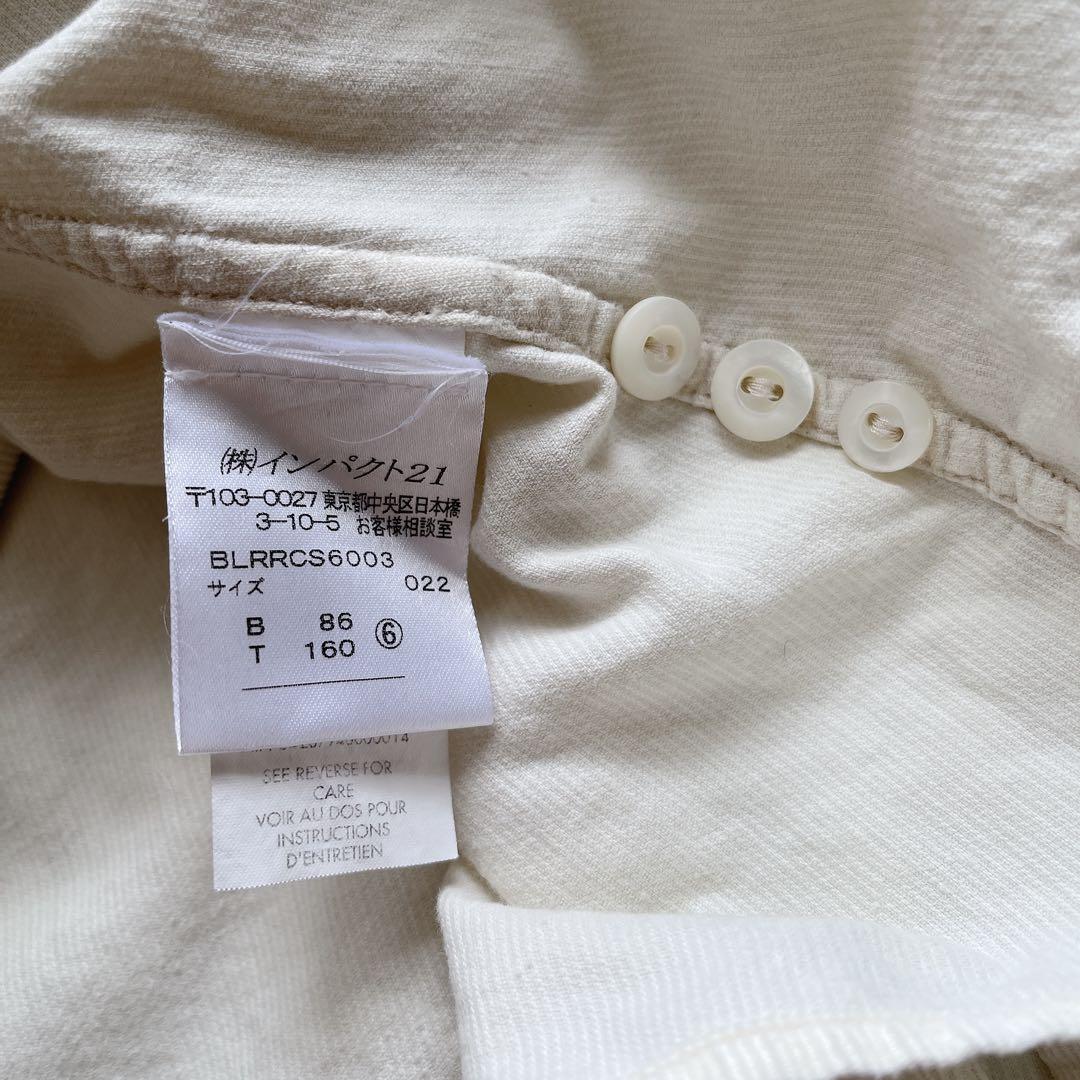 ㈱インパクト21
〒103-0027 東京都中央区日本橋
3-10-5 お客様相談室
BLRRCS6003
サイズ 022
B 86 ⑥
T 160
SEE REVERSE FOR
CARE
VOIR AU DOS POUR
INSTRUCTIONS
D'ENTRETIEN